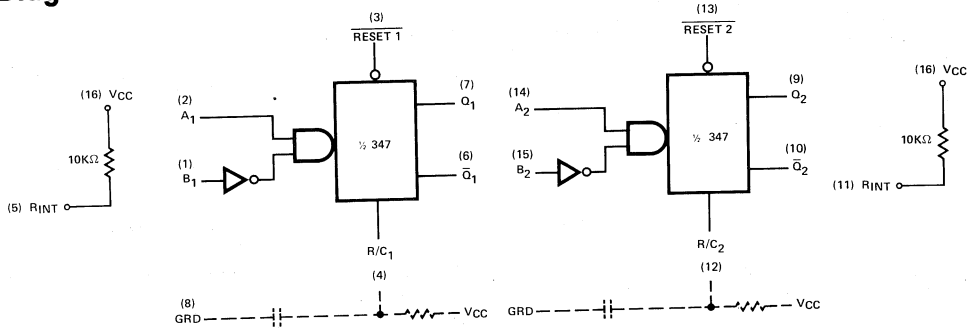 (3)
RESET 1
(13)
RESET 2
(16) VCC
10KΩ
(5) RINT
(2)
A1
(1)
B1
½ 347
(7)
Q1
(6)
Q̅1
R/C1
(4)
(8)
GRD
VCC
(14)
A2
(15)
B2
½ 347
(9)
Q2
(10)
Q̅2
R/C2
(12)
GRD
VCC
(16) VCC
10KΩ
(11) RINT